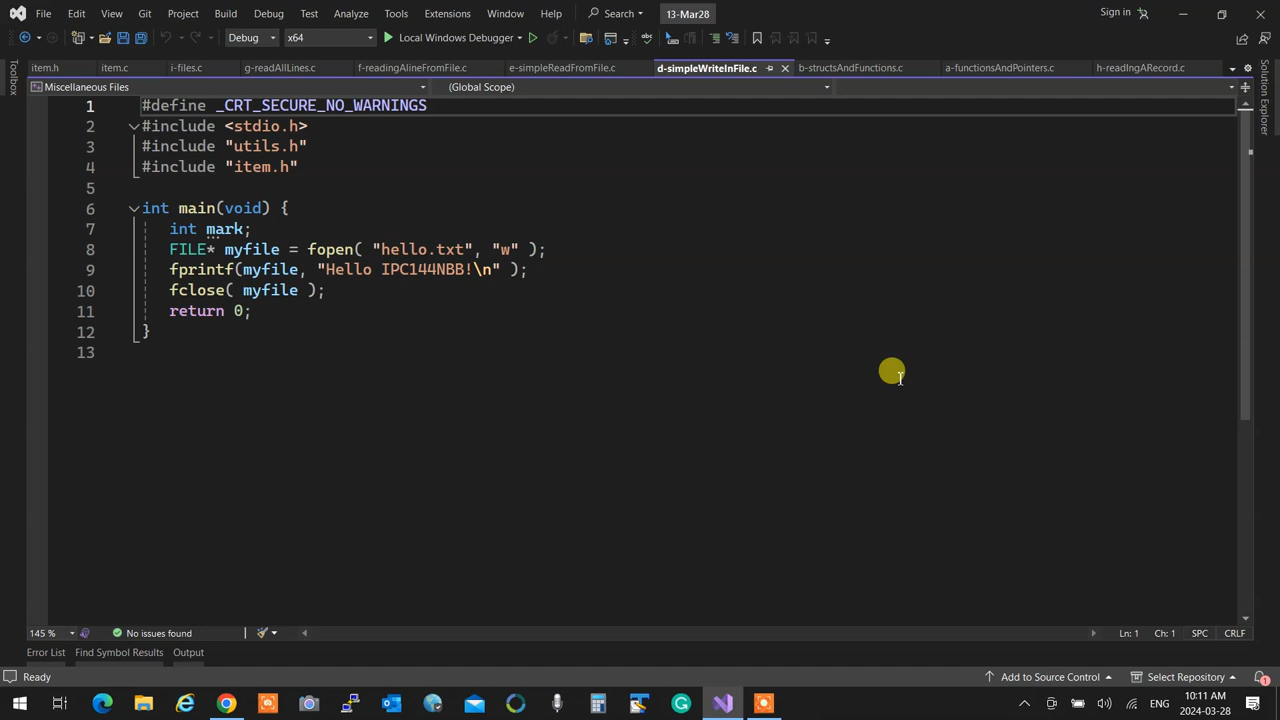 File Edit View Git Project Build Debug Test Analyze Tools Extensions Window Help Search 13-Mar28 Sign in
Debug x64 Local Windows Debugger
item.h item.c i-files.c g-readAllLines.c f-readingAlineFromFile.c e-simpleReadFromFile.c d-simpleWriteInFile.c b-structsAndFunctions.c a-functionsAndPointers.c h-readIngARecord.c
Miscellaneous Files (Global Scope)
Toolbox
Solution Explorer
1 #define _CRT_SECURE_NO_WARNINGS
2 #include <stdio.h>
3 #include "utils.h"
4 #include "item.h"
5
6 int main(void) {
7 int mark;
8 FILE* myfile = fopen( "hello.txt", "w" );
9 fprintf(myfile, "Hello IPC144NBB!\n" );
10 fclose( myfile );
11 return 0;
12 }
13
145 % No issues found Ln: 1 Ch: 1 SPC CRLF
Error List Find Symbol Results Output
Ready Add to Source Control Select Repository 1
ENG 10:11 AM
2024-03-28